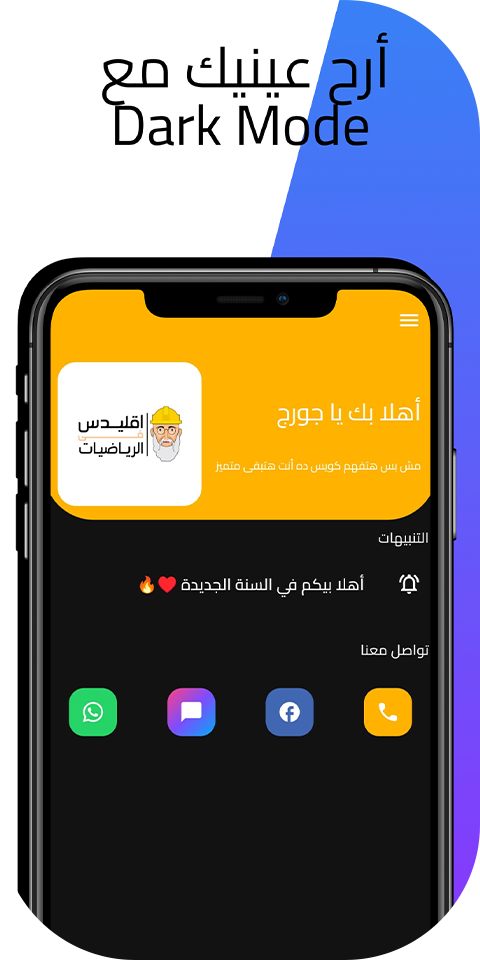 أرح عينيك مع
Dark Mode
أهلا بك يا جورج
مش بس هتفهم كويس ده أنت هتبقى متميز
اقليدس
في
الرياضيات
التنبيهات
أهلا بيكم في السنة الجديدة ♥️🔥
تواصل معنا